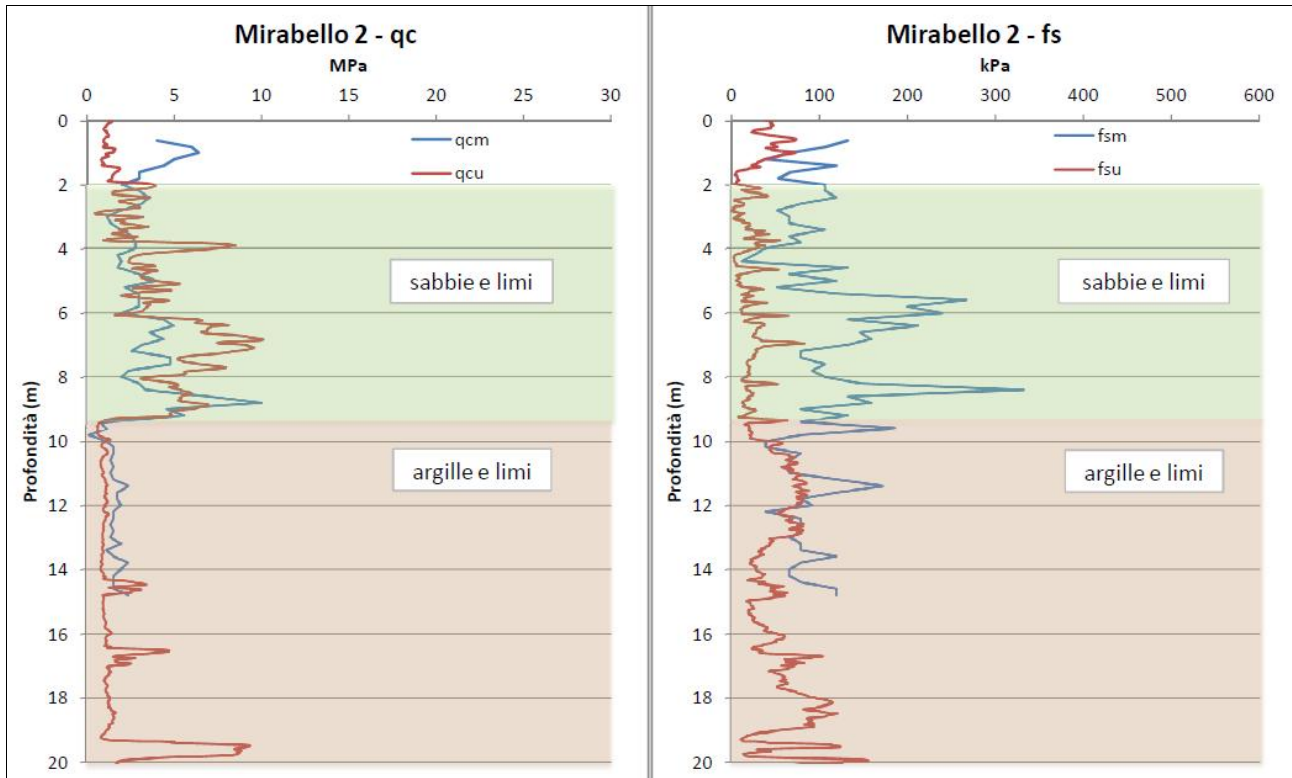 Mirabello 2 - qc
MPa
0 5 10 15 20 25 30
0
2
4
6
8
10
12
14
16
18
20
Profondità (m)
qcm
qcu
sabbie e limi
argille e limi
Mirabello 2 - fs
kPa
0 100 200 300 400 500 600
0
2
4
6
8
10
12
14
16
18
20
Profondità (m)
fsm
fsu
sabbie e limi
argille e limi